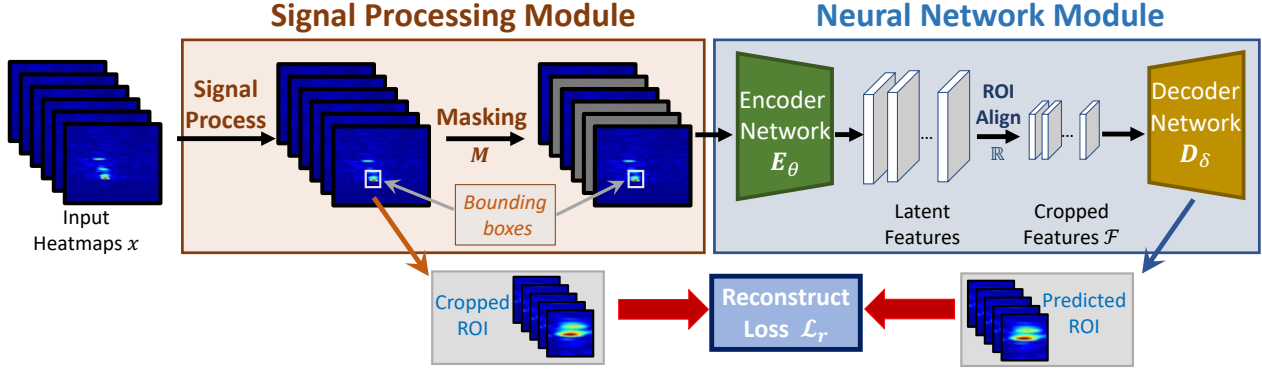 Signal Processing Module
Neural Network Module
Input
Heatmaps x
Signal
Process
Masking
M
Bounding
boxes
Encoder
Network
E_θ
...
Latent
Features
ROI
Align
ℝ
...
Cropped
Features ℱ
Decoder
Network
D_δ
Cropped
ROI
Reconstruct
Loss ℒ_r
Predicted
ROI